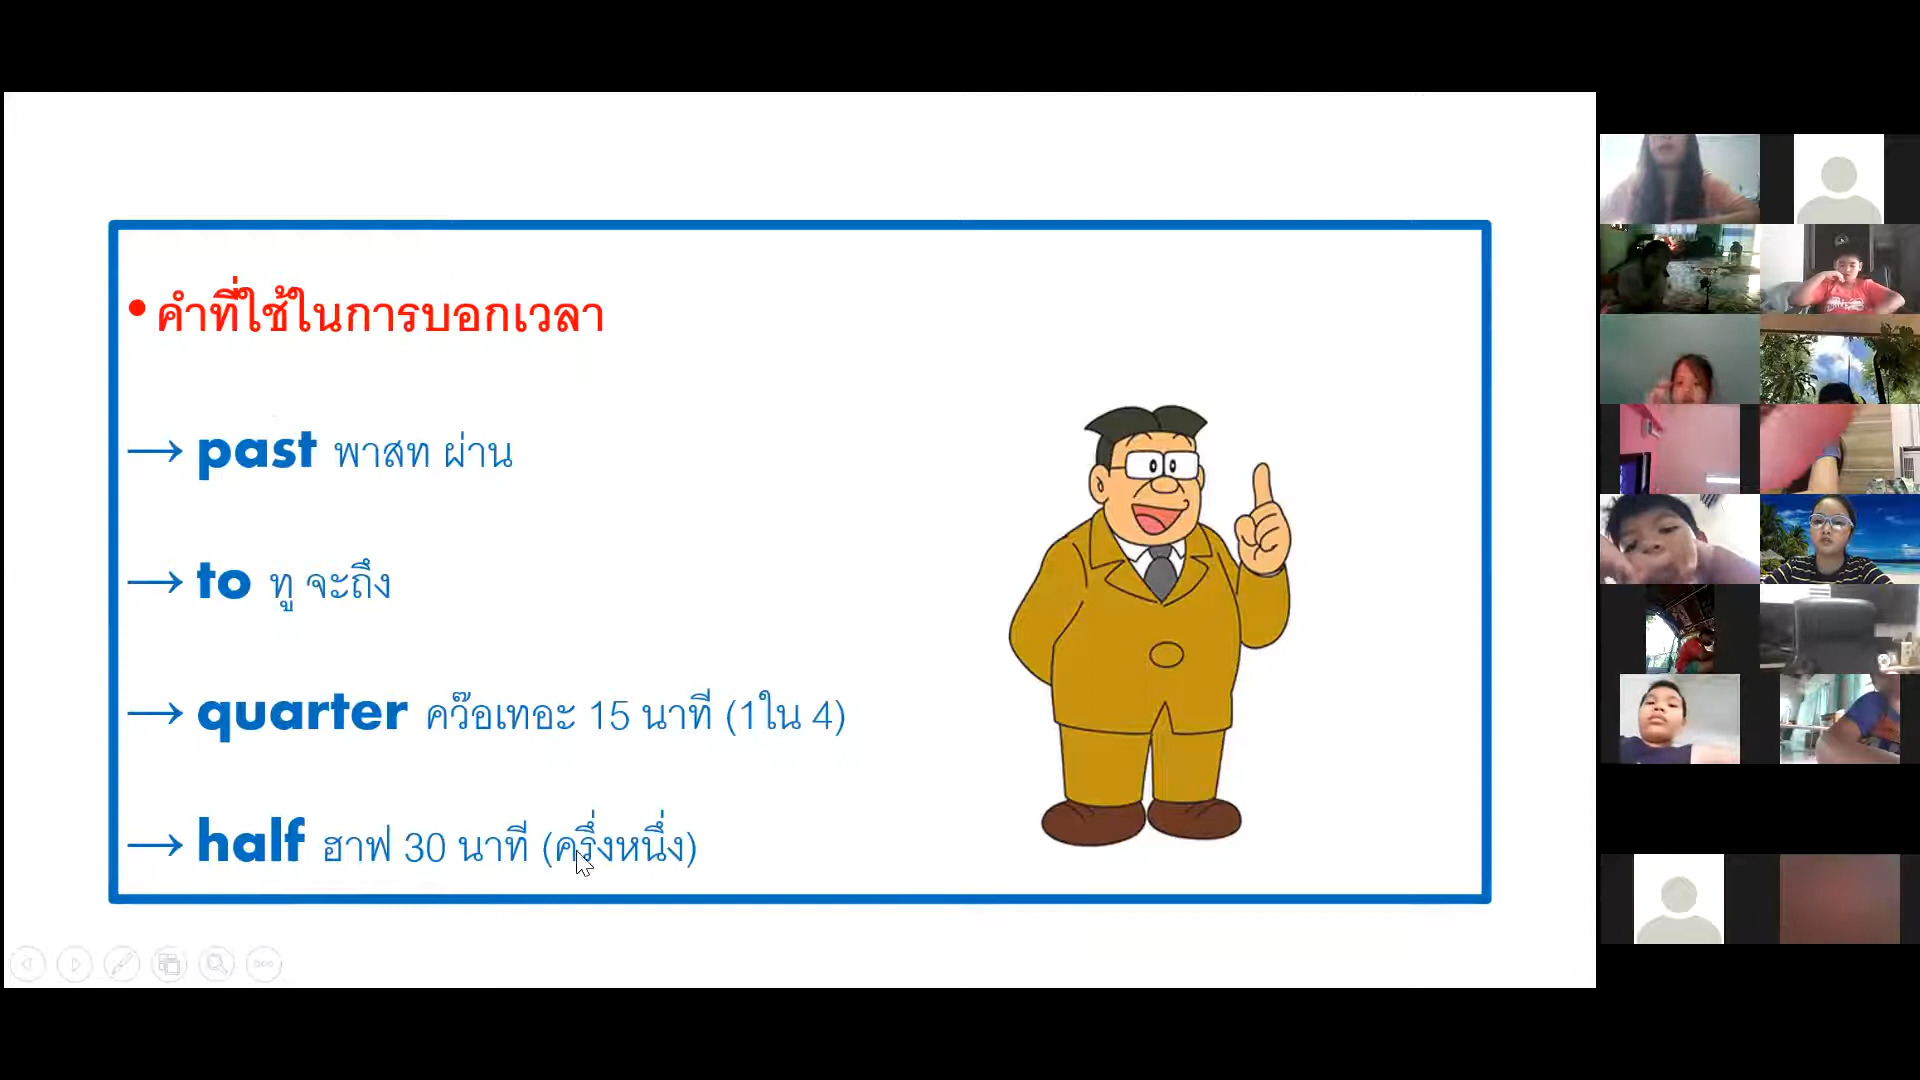 • คำที่ใช้ในการบอกเวลา
→ past พาสท ผ่าน
→ to ทู จะถึง
→ quarter คว๊อเทอะ 15 นาที (1ใน 4)
→ half ฮาฟ 30 นาที (ครึ่งหนึ่ง)